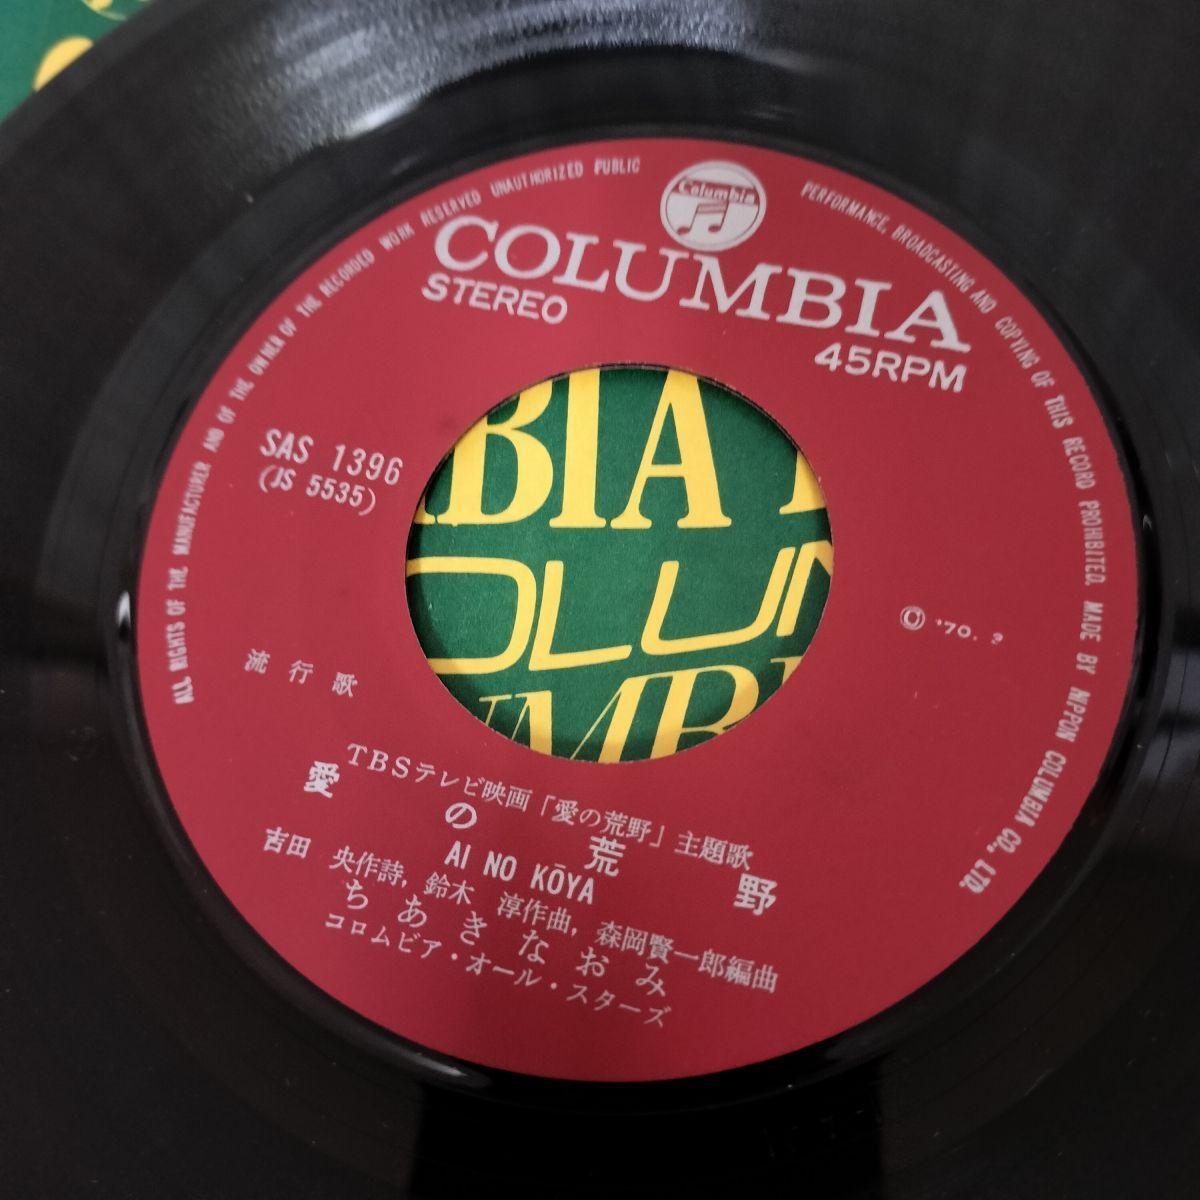 Columbia
COLUMBIA
STEREO
45RPM
SAS 1396
(JS 5535)
© '70. 3
流行歌
TBSテレビ映画「愛の荒野」主題歌
愛の荒野
AI NO KŌYA
吉田 央作詩, 鈴木 淳作曲, 森岡賢一郎編曲
ちあきなおみ
コロムビア・オール・スターズ
ALL RIGHTS OF THE MANUFACTURER AND OF THE OWNER OF THE RECORDED WORK RESERVED UNAUTHORIZED PUBLIC PERFORMANCE, BROADCASTING AND COPYING OF THIS RECORD PROHIBITED. MADE BY NIPPON COLUMBIA CO., LTD.
BIA
OLUM
UMBI